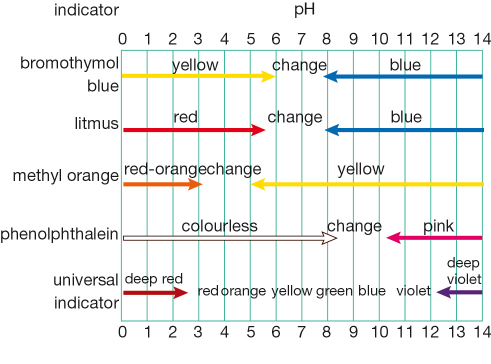 indicator pH
0 1 2 3 4 5 6 7 8 9 10 11 12 13 14
bromothymol blue yellow change blue
litmus red change blue
methyl orange red-orange change yellow
phenolphthalein colourless change pink
universal indicator deep red red orange yellow green blue violet deep violet
0 1 2 3 4 5 6 7 8 9 10 11 12 13 14